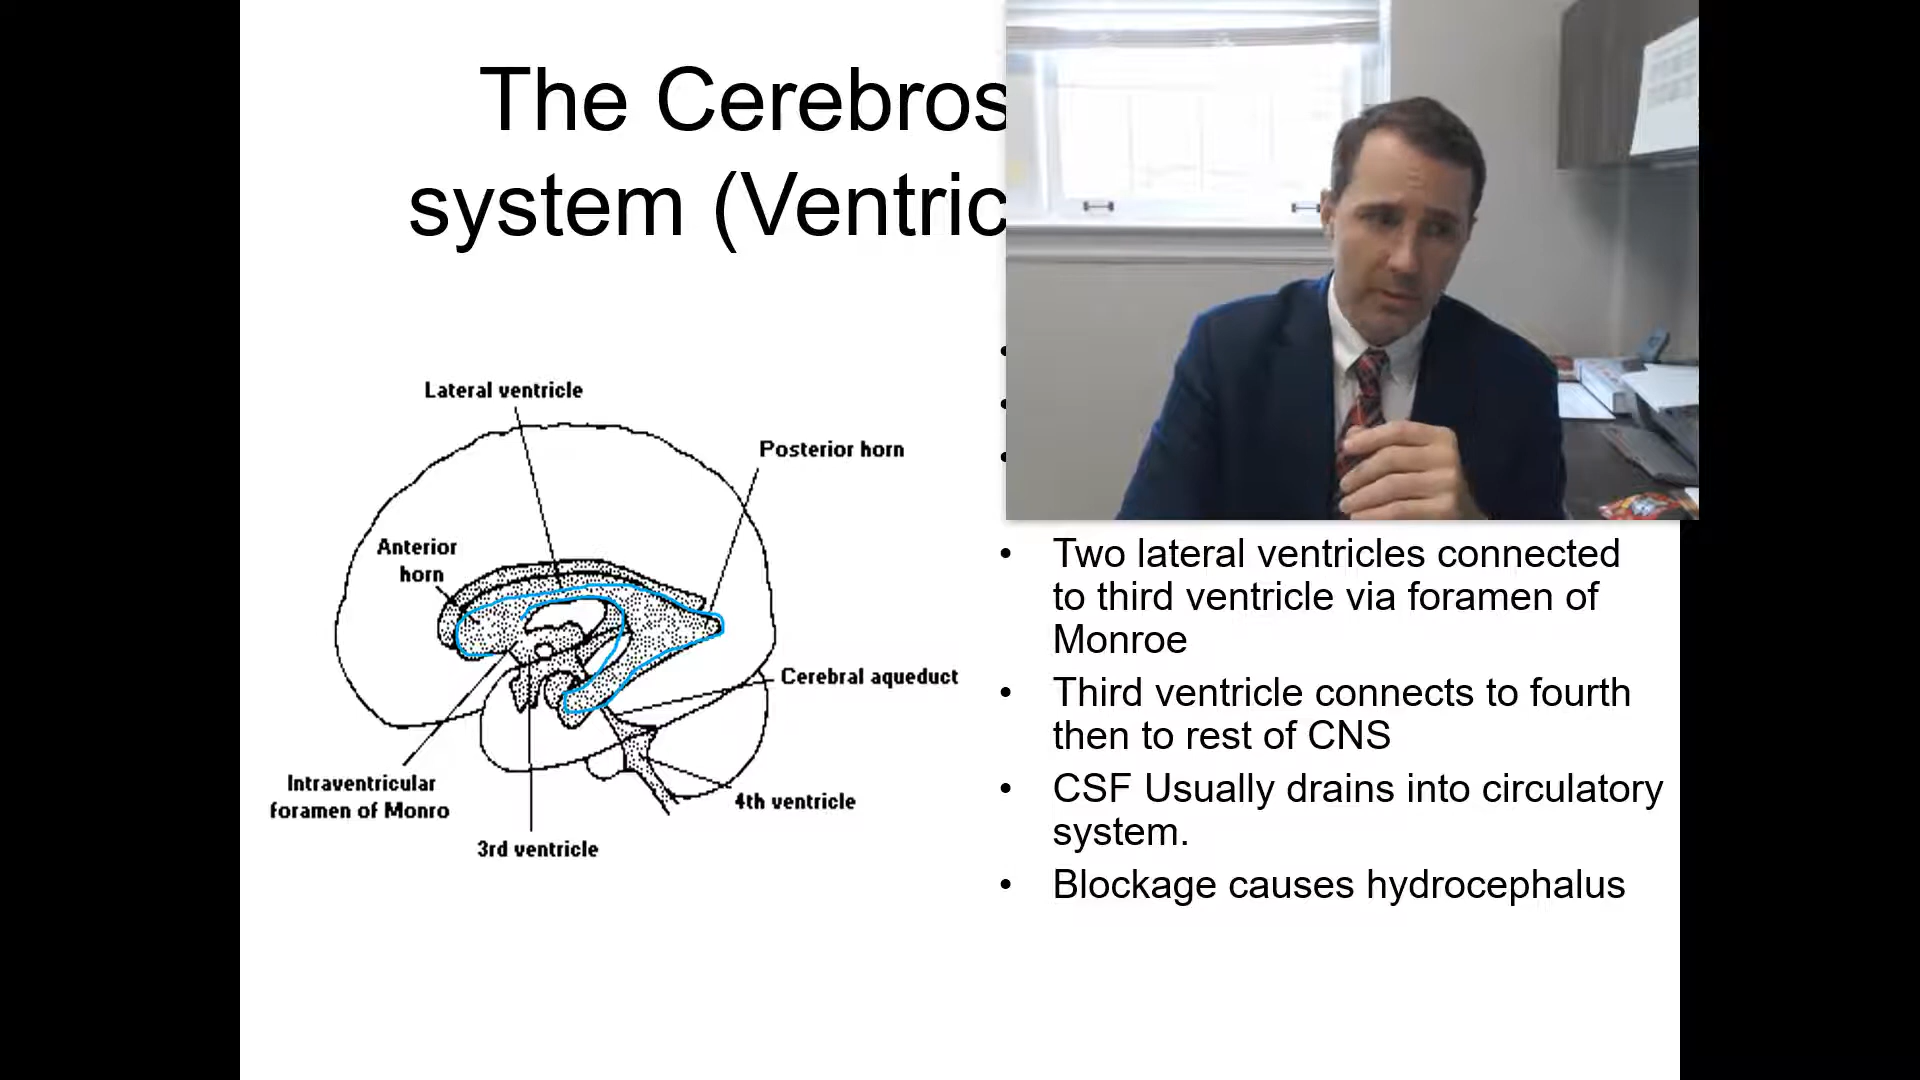 The Cerebros
system (Ventric
Lateral ventricle
Posterior horn
Anterior
horn
Cerebral aqueduct
Intraventricular
foramen of Monro
4th ventricle
3rd ventricle
• Two lateral ventricles connected
to third ventricle via foramen of
Monroe
• Third ventricle connects to fourth
then to rest of CNS
• CSF Usually drains into circulatory
system.
• Blockage causes hydrocephalus